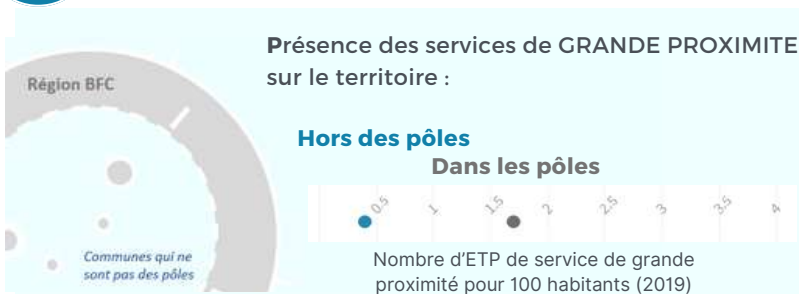 Présence des services de GRANDE PROXIMITE
sur le territoire :
Région BFC
Hors des pôles
Dans les pôles
0.5 1 1.5 2 2.5 3 3.5 4
Communes qui ne
sont pas des pôles
Nombre d'ETP de service de grande
proximité pour 100 habitants (2019)